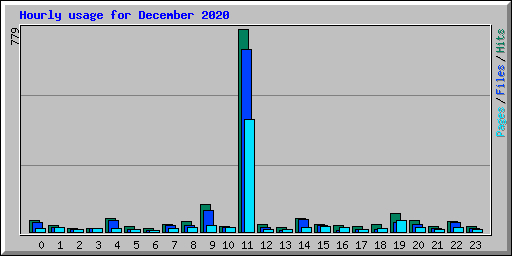 Hourly usage for December 2020
779
Pages/Files/Hits
0 1 2 3 4 5 6 7 8 9 10 11 12 13 14 15 16 17 18 19 20 21 22 23